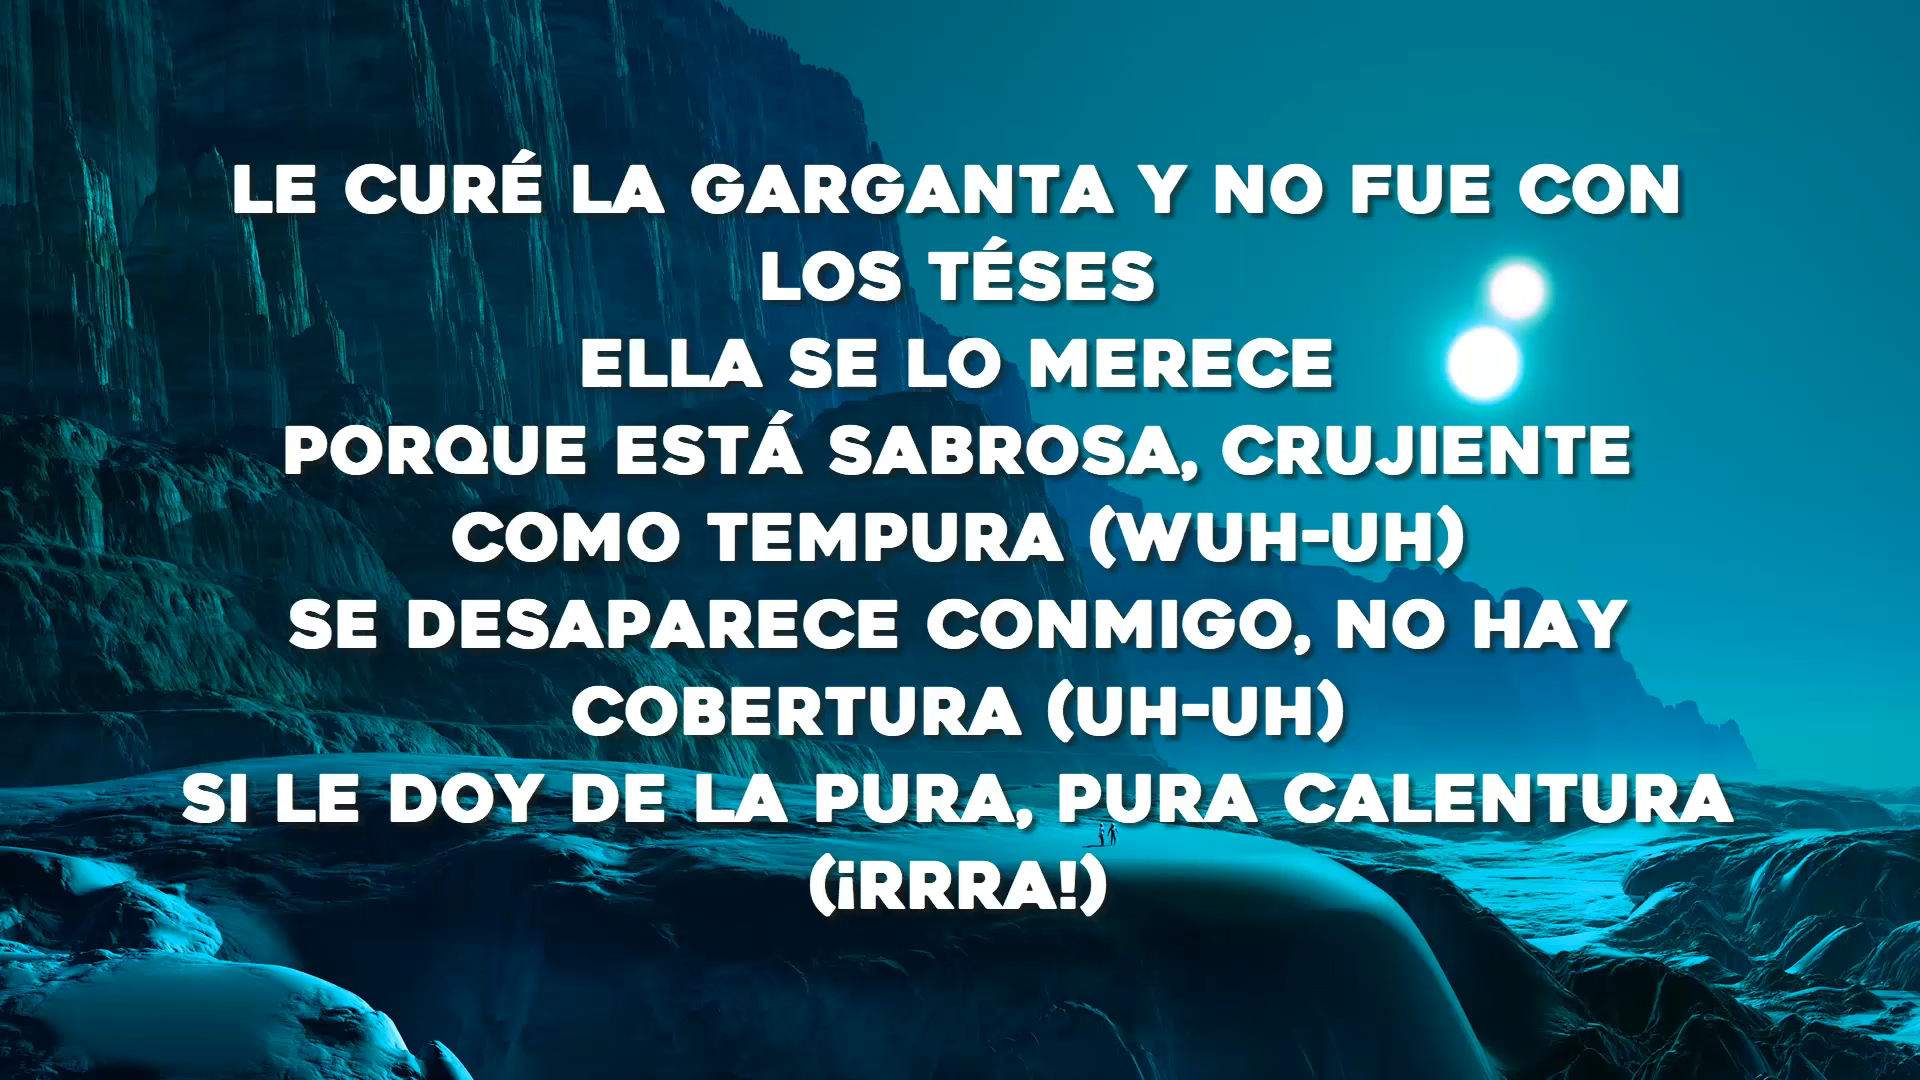 LE CURÉ LA GARGANTA Y NO FUE CON
LOS TÉSES
ELLA SE LO MERECE
PORQUE ESTÁ SABROSA, CRUJIENTE
COMO TEMPURA (WUH-UH)
SE DESAPARECE CONMIGO, NO HAY
COBERTURA (UH-UH)
SI LE DOY DE LA PURA, PURA CALENTURA
(¡RRRA!)